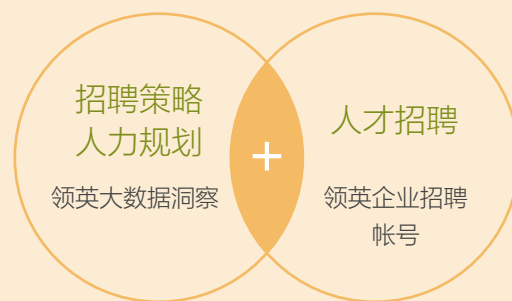 招聘策略
人力规划
领英大数据洞察
+
人才招聘
领英企业招聘
帐号